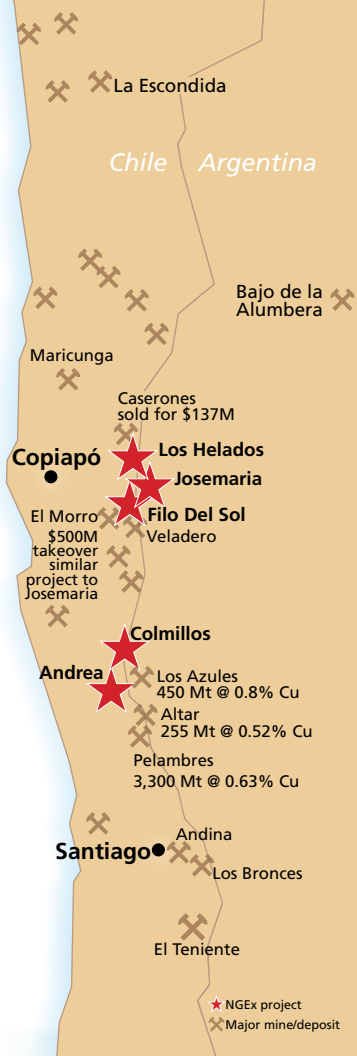 La Escondida
Chile Argentina
Bajo de la
Alumbera
Maricunga
Caserones
sold for $137M
Los Helados
Copiapó
Josemaria
Filo Del Sol
El Morro
Veladero
$500M
takeover
similar
project to
Josemaria
Colmillos
Andrea
Los Azules
450 Mt @ 0.8% Cu
Altar
255 Mt @ 0.52% Cu
Pelambres
3,300 Mt @ 0.63% Cu
Andina
Santiago
Los Bronces
El Teniente
NGEx project
Major mine/deposit